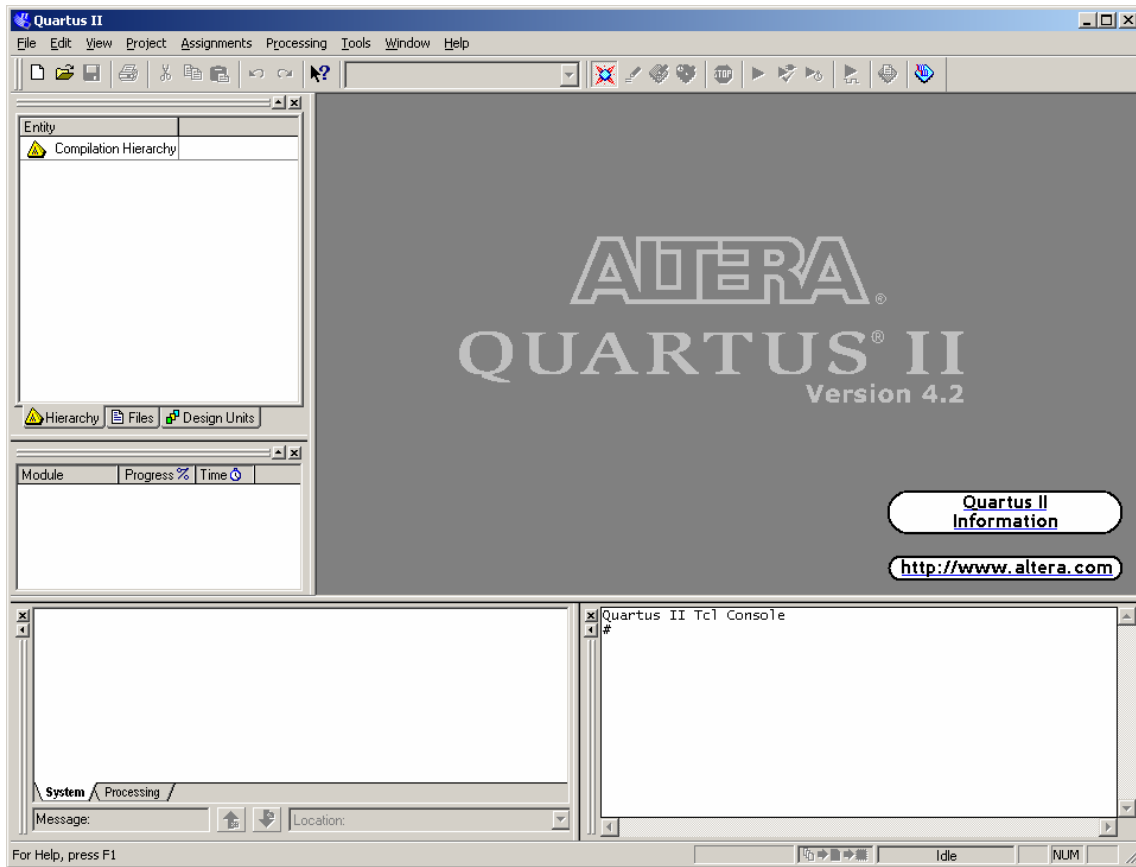 Quartus II
File Edit View Project Assignments Processing Tools Window Help
Entity
Compilation Hierarchy
Hierarchy Files Design Units
Module Progress % Time
ALTERA®
QUARTUS® II
Version 4.2
Quartus II
Information
http://www.altera.com
Quartus II Tcl Console
#
System Processing
Message: Location:
For Help, press F1 Idle NUM